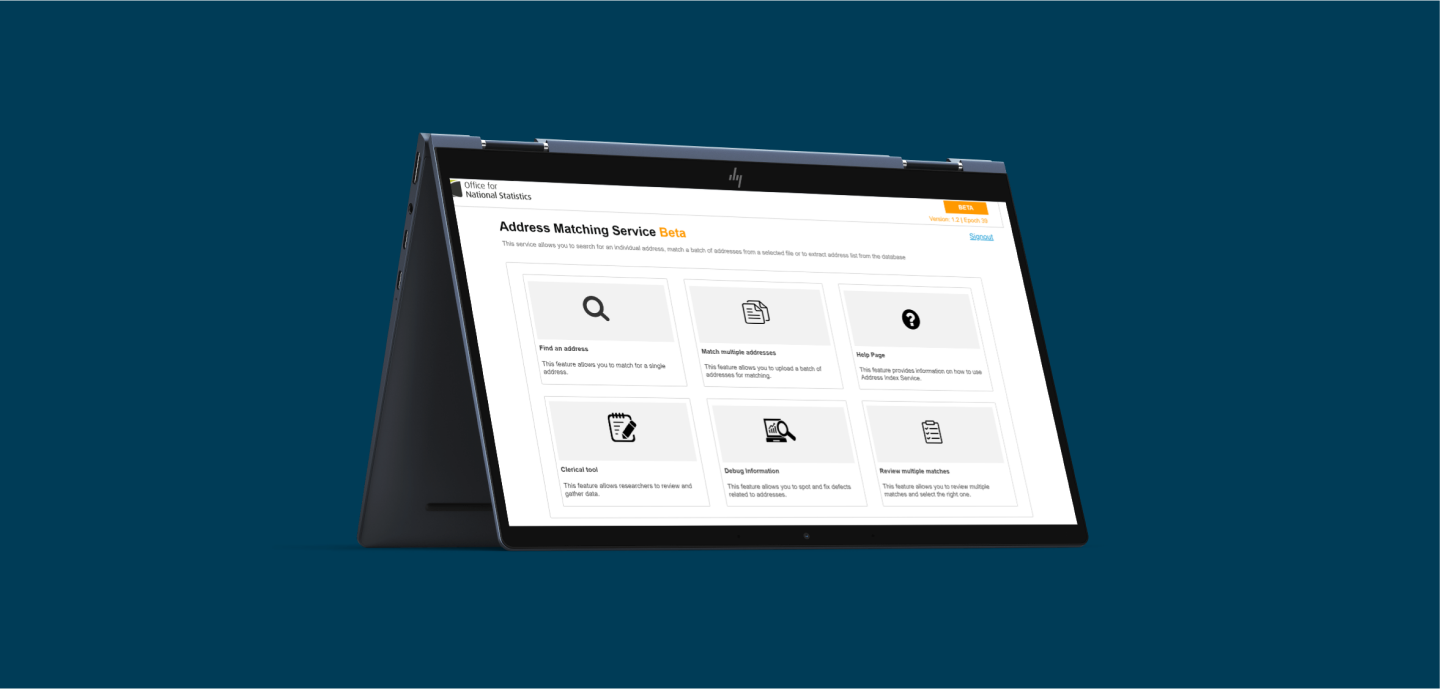 Office for
National Statistics
BETA
Version: 1.2 | Epoch 39
Signout
Address Matching Service Beta
This service allows you to search for an individual address, match a batch of addresses from a selected file or to extract address list from the database
Find an address
This feature allows you to match for a single
address.
Match multiple addresses
This feature allows you to upload a batch of
addresses for matching.
Help Page
This feature provides information on how to use
Address Index Service.
Clerical tool
This feature allows researchers to review and
gather data.
Debug Information
This feature allows you to spot and fix defects
related to addresses.
Review multiple matches
This feature allows you to review multiple
matches and select the right one.